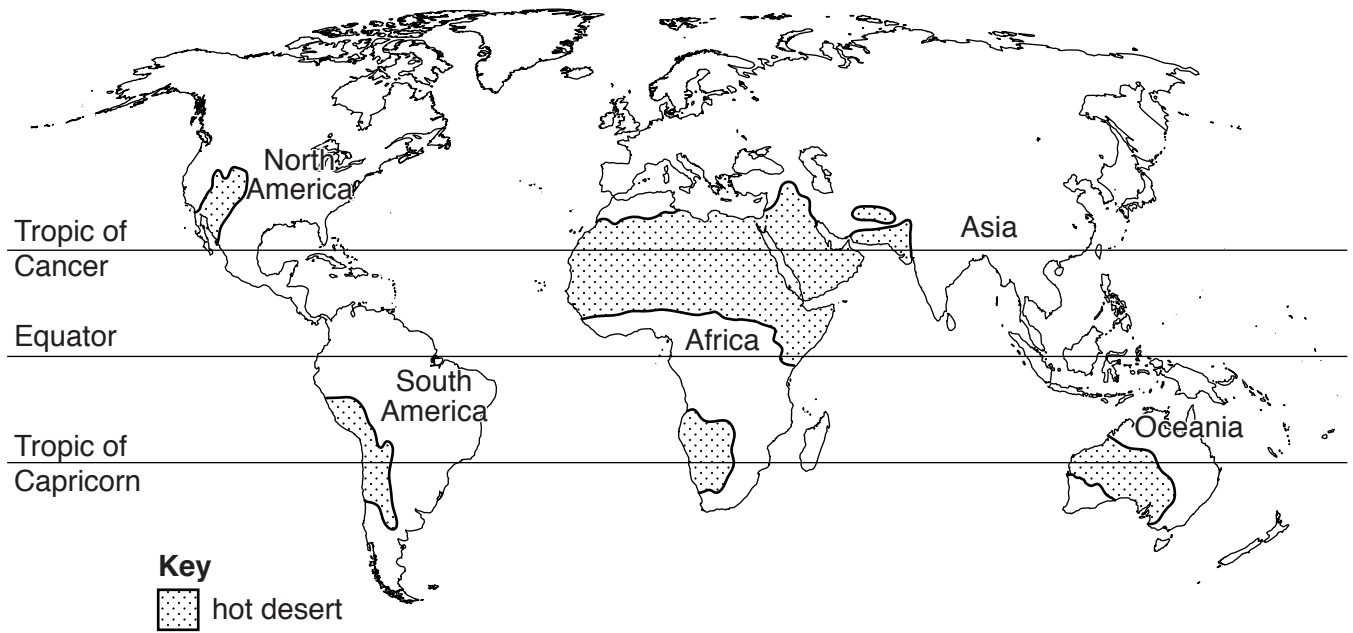 North
America
Tropic of
Cancer
Asia
Equator
Africa
South
America
Tropic of
Capricorn
Oceania
Key
hot desert